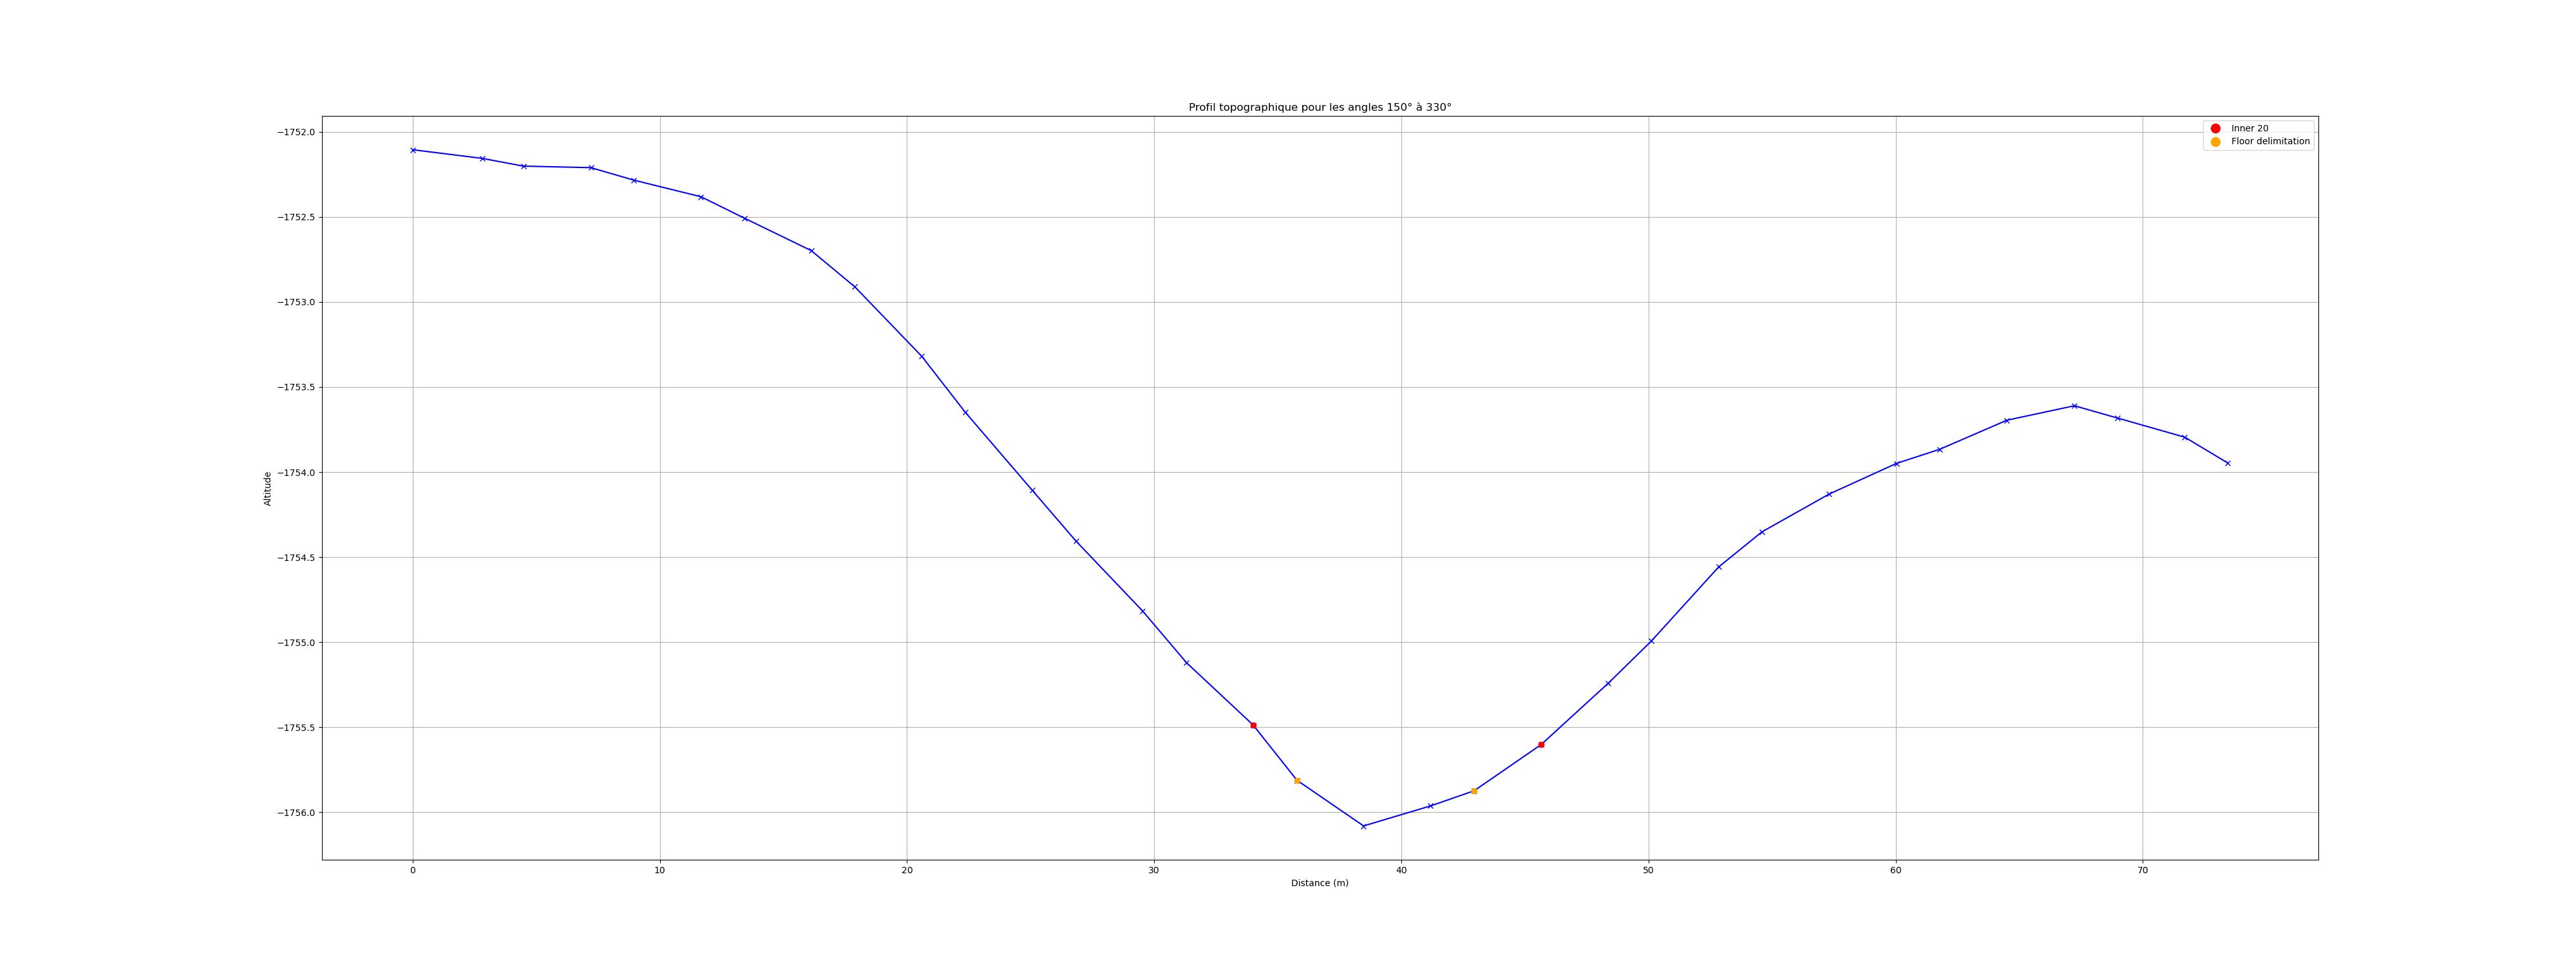 Profil topographique pour les angles 150° à 330°
Inner 20
Floor delimitation
−1752.0
−1752.5
−1753.0
−1753.5
−1754.0
−1754.5
−1755.0
−1755.5
−1756.0
Altitude
0 10 20 30 40 50 60 70
Distance (m)